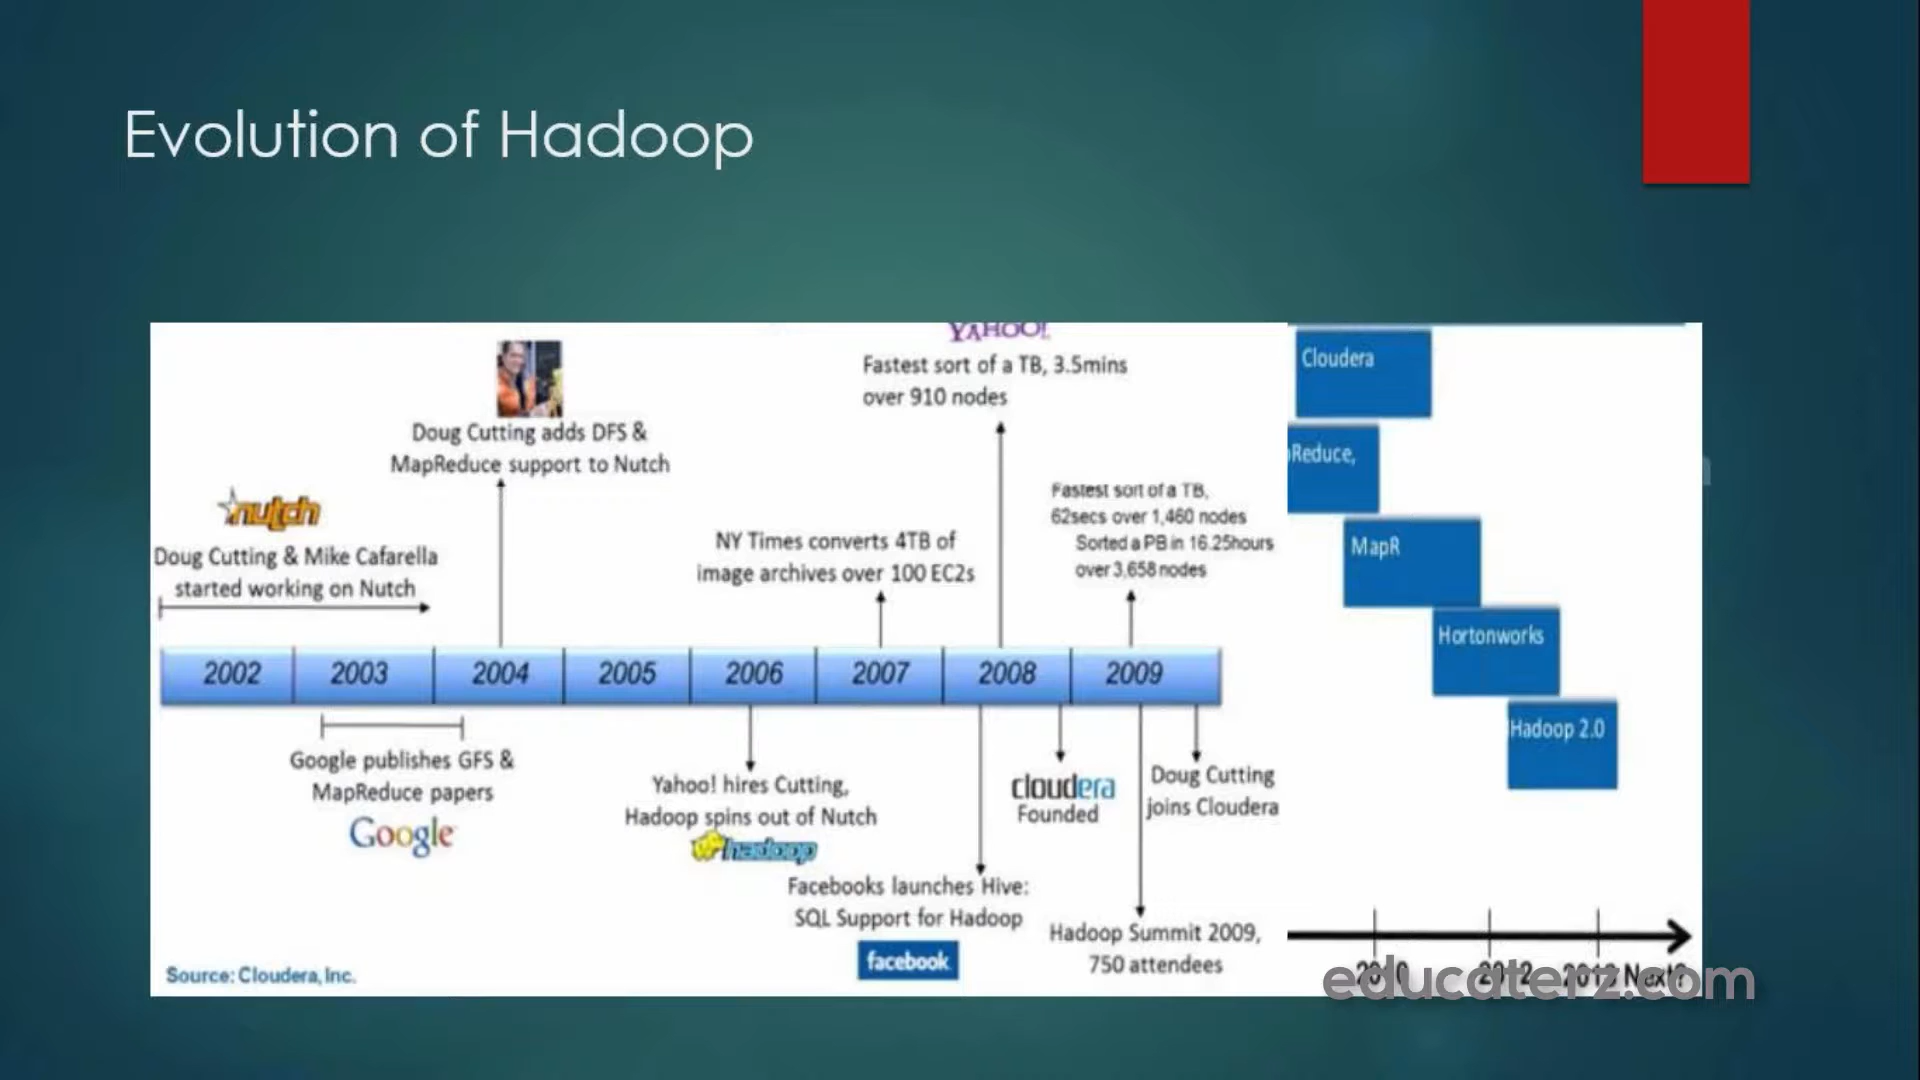 Evolution of Hadoop
YAHOO!
Fastest sort of a TB, 3.5mins
over 910 nodes
Doug Cutting adds DFS &
MapReduce support to Nutch
nutch
Doug Cutting & Mike Cafarella
started working on Nutch
NY Times converts 4TB of
image archives over 100 EC2s
Fastest sort of a TB,
62secs over 1,460 nodes
Sorted a PB in 16.25hours
over 3,658 nodes
2002 2003 2004 2005 2006 2007 2008 2009
Google publishes GFS &
MapReduce papers
Google
Yahoo! hires Cutting,
Hadoop spins out of Nutch
hadoop
Facebooks launches Hive:
SQL Support for Hadoop
facebook
cloudera
Founded
Doug Cutting
joins Cloudera
Hadoop Summit 2009,
750 attendees
Source: Cloudera, Inc.
Cloudera
Reduce,
MapR
Hortonworks
Hadoop 2.0
2012
educaterz.com